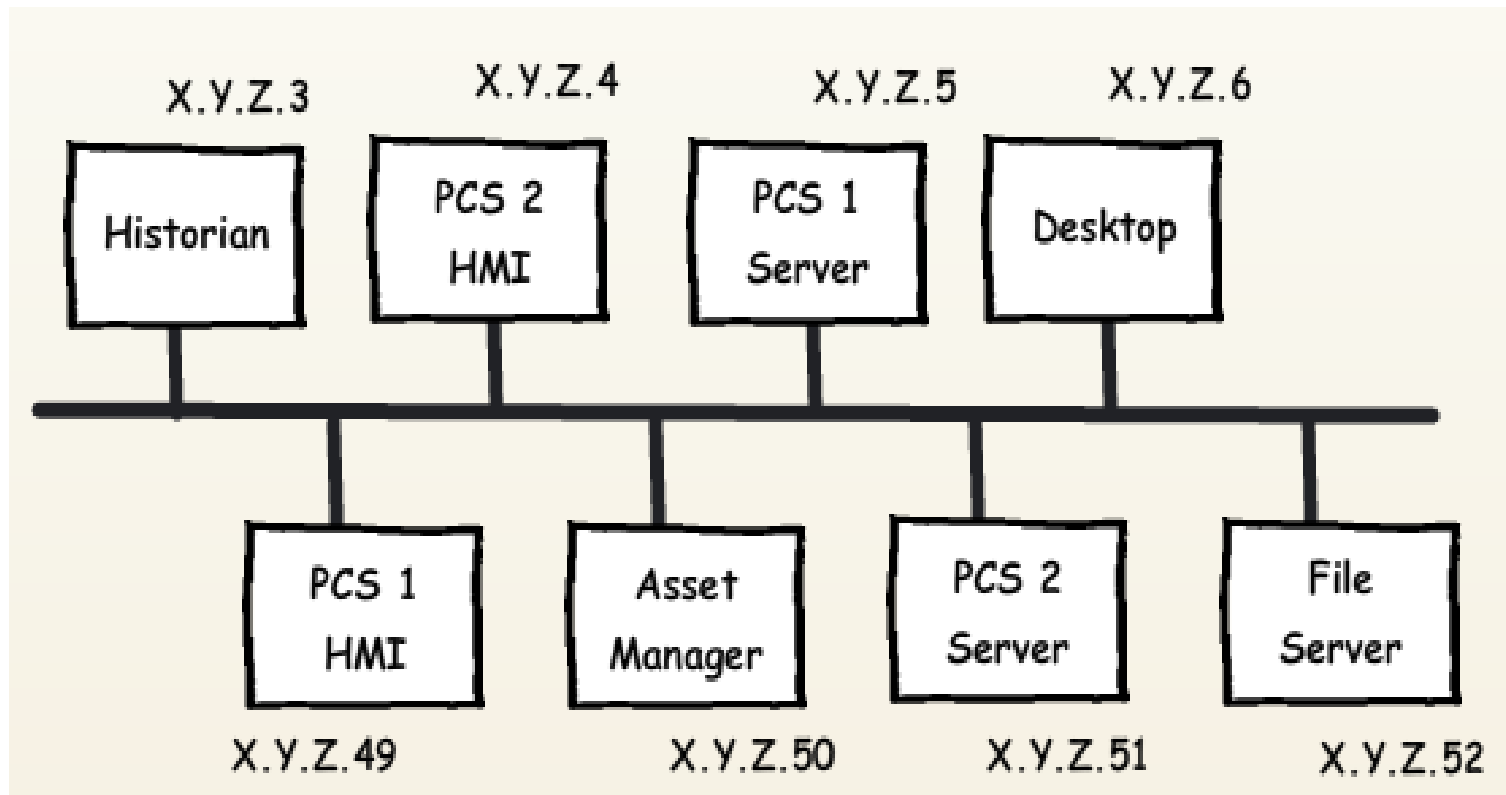 X.Y.Z.3
X.Y.Z.4
X.Y.Z.5
X.Y.Z.6
Historian
PCS 2
HMI
PCS 1
Server
Desktop
PCS 1
HMI
Asset
Manager
PCS 2
Server
File
Server
X.Y.Z.49
X.Y.Z.50
X.Y.Z.51
X.Y.Z.52